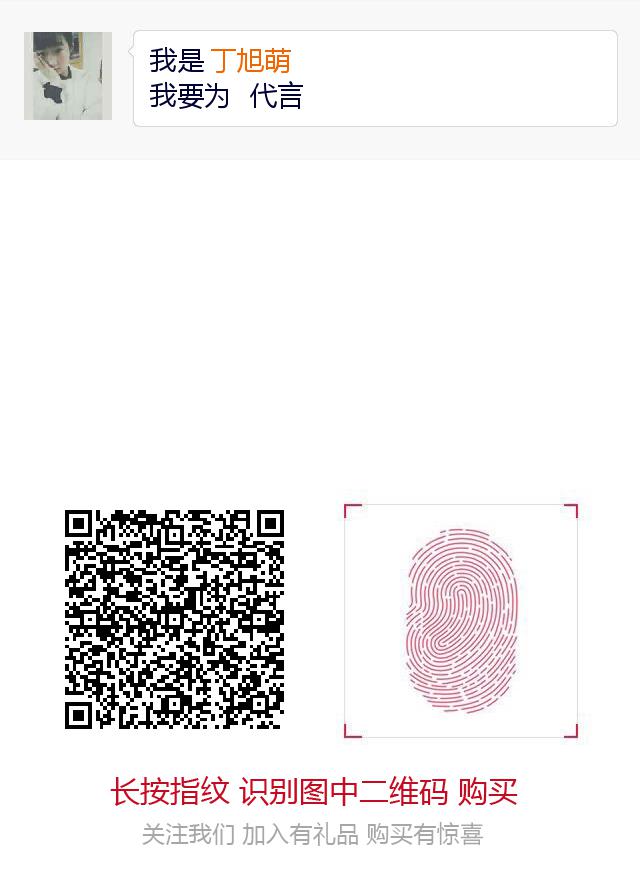 我是 丁旭萌
我要为 代言
长按指纹 识别图中二维码 购买
关注我们 加入有礼品 购买有惊喜